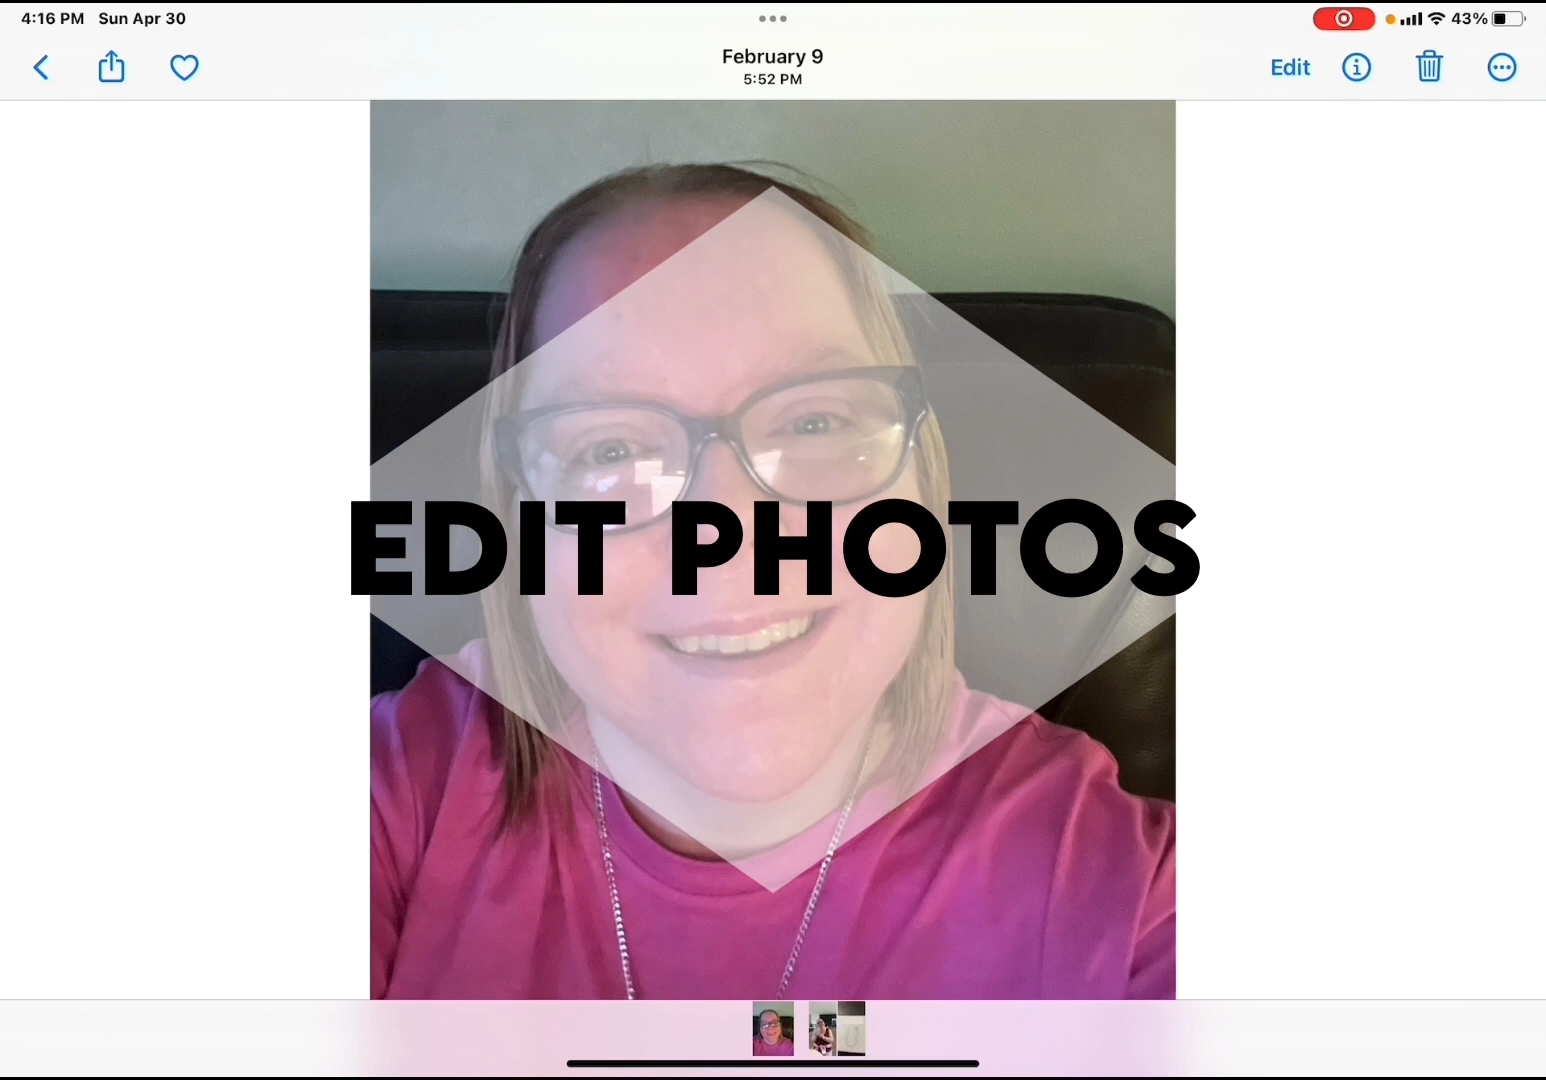 4:16 PM Sun Apr 30
43%
February 9
5:52 PM
Edit
EDIT PHOTOS